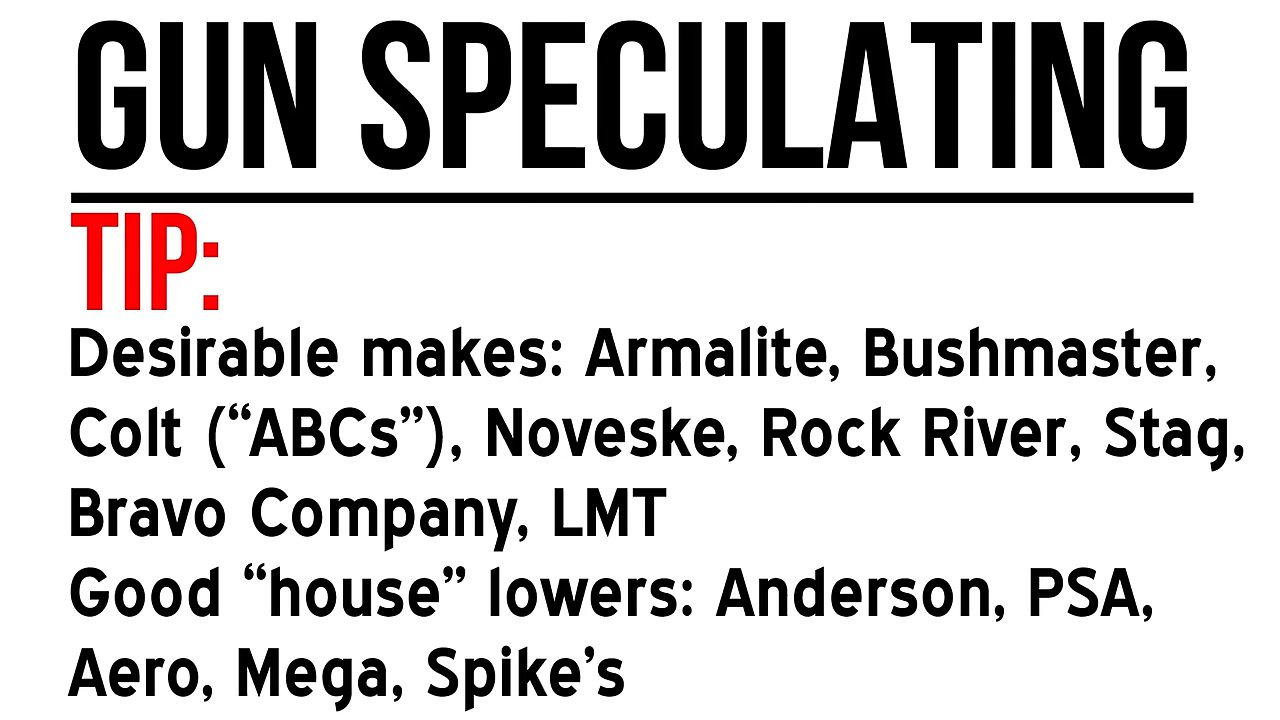 GUN SPECULATING
TIP:
Desirable makes: Armalite, Bushmaster,
Colt (“ABCs”), Noveske, Rock River, Stag,
Bravo Company, LMT
Good “house” lowers: Anderson, PSA,
Aero, Mega, Spike’s